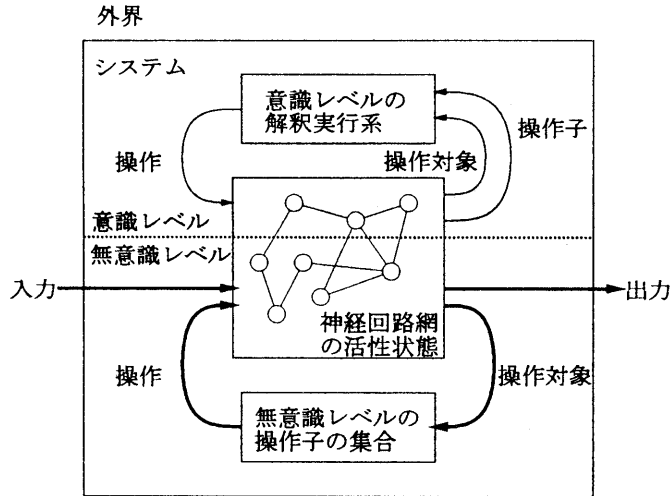 外界
システム
意識レベルの
解釈実行系
操作子
操作
操作対象
意識レベル
無意識レベル
入力
出力
神経回路網
の活性状態
操作
操作対象
無意識レベルの
操作子の集合